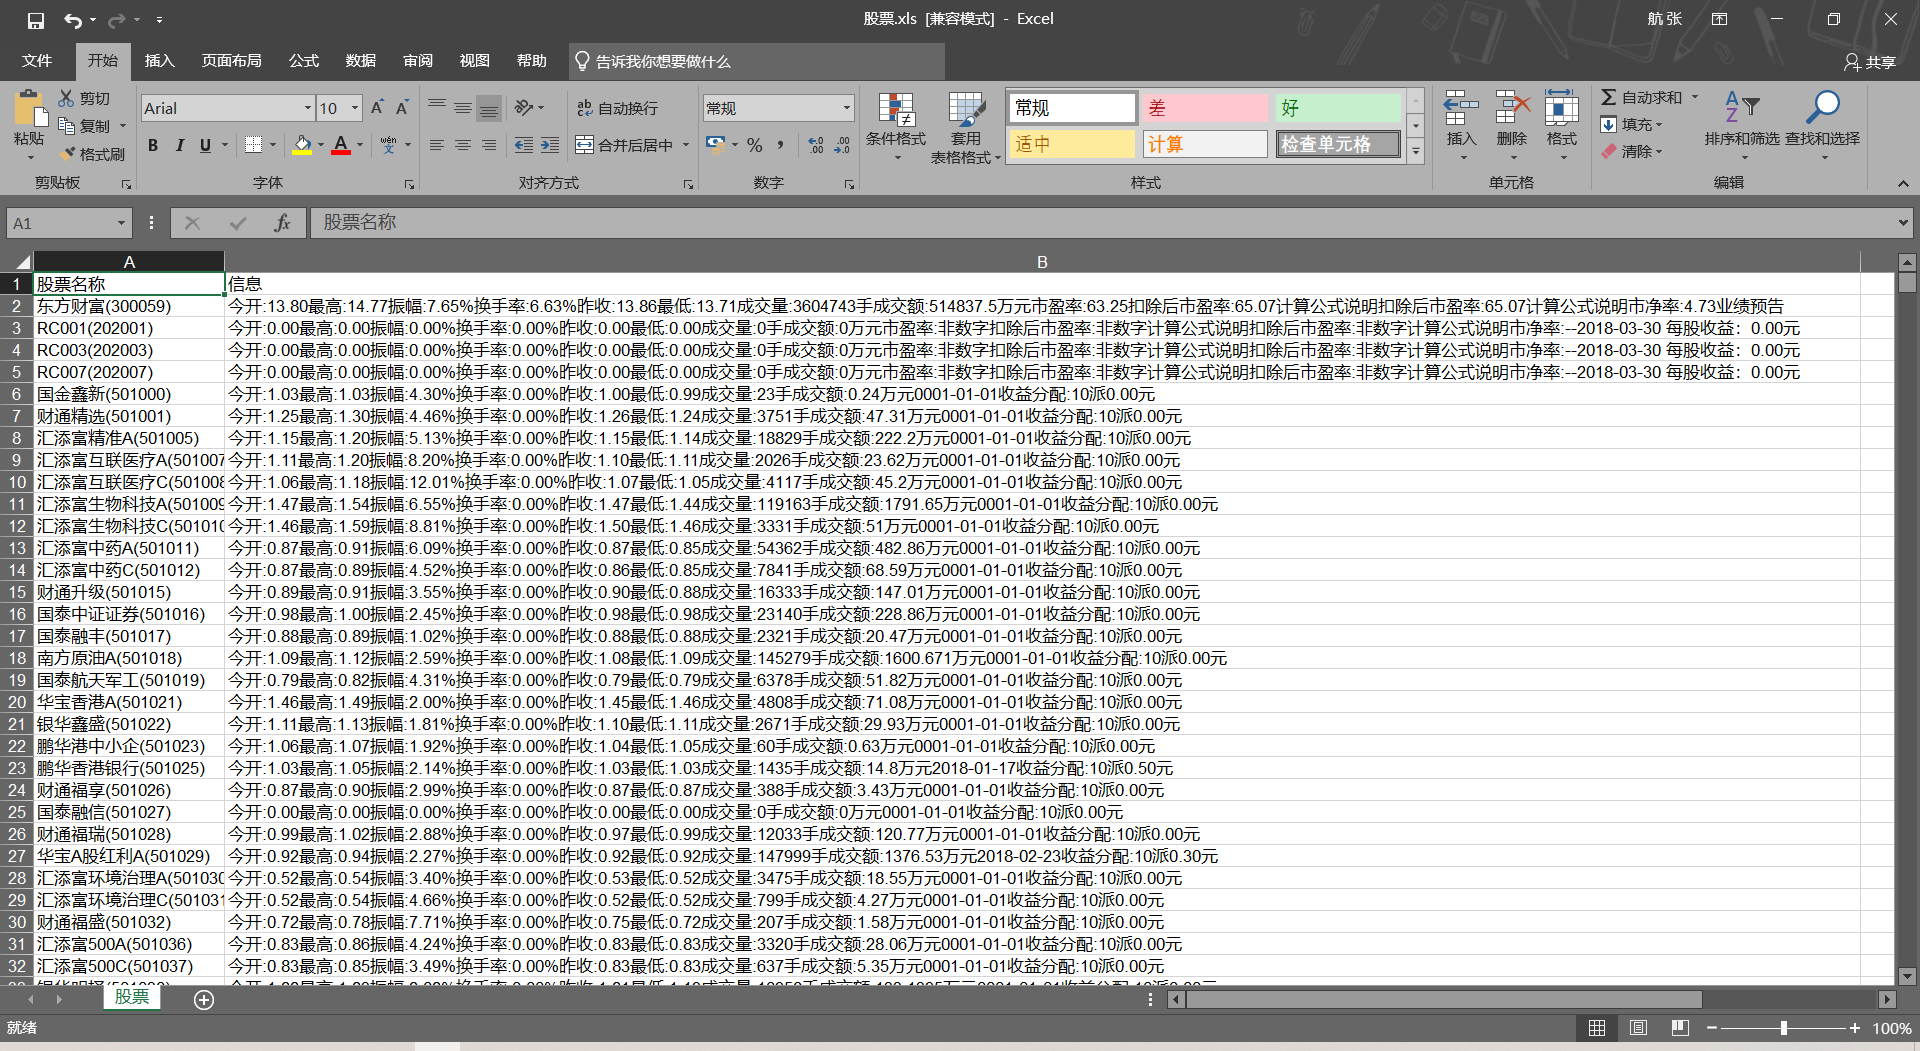 股票.xls  [兼容模式]  -  Excel
航 张
文件 开始 插入 页面布局 公式 数据 审阅 视图 帮助 告诉我你想要做什么 共享
粘贴 剪切 复制 格式刷 剪贴板
Arial 10 B I U 字体
自动换行 合并后居中 对齐方式
常规 % 数字
条件格式 套用表格格式 常规 差 好 适中 计算 检查单元格 样式
插入 删除 格式 单元格
自动求和 填充 清除 排序和筛选 查找和选择 编辑
A1 fx 股票名称
A B
1 股票名称 信息
2 东方财富(300059) 今开:13.80最高:14.77振幅:7.65%换手率:6.63%昨收:13.86最低:13.71成交量:3604743手成交额:514837.5万元市盈率:63.25扣除后市盈率:65.07计算公式说明扣除后市盈率:65.07计算公式说明市净率:4.73业绩预告
3 RC001(202001) 今开:0.00最高:0.00振幅:0.00%换手率:0.00%昨收:0.00最低:0.00成交量:0手成交额:0万元市盈率:非数字扣除后市盈率:非数字计算公式说明扣除后市盈率:非数字计算公式说明市净率:--2018-03-30 每股收益：0.00元
4 RC003(202003) 今开:0.00最高:0.00振幅:0.00%换手率:0.00%昨收:0.00最低:0.00成交量:0手成交额:0万元市盈率:非数字扣除后市盈率:非数字计算公式说明扣除后市盈率:非数字计算公式说明市净率:--2018-03-30 每股收益：0.00元
5 RC007(202007) 今开:0.00最高:0.00振幅:0.00%换手率:0.00%昨收:0.00最低:0.00成交量:0手成交额:0万元市盈率:非数字扣除后市盈率:非数字计算公式说明扣除后市盈率:非数字计算公式说明市净率:--2018-03-30 每股收益：0.00元
6 国金鑫新(501000) 今开:1.03最高:1.03振幅:4.30%换手率:0.00%昨收:1.00最低:0.99成交量:23手成交额:0.24万元0001-01-01收益分配:10派0.00元
7 财通精选(501001) 今开:1.25最高:1.30振幅:4.46%换手率:0.00%昨收:1.26最低:1.24成交量:3751手成交额:47.31万元0001-01-01收益分配:10派0.00元
8 汇添富精准A(501005) 今开:1.15最高:1.20振幅:5.13%换手率:0.00%昨收:1.15最低:1.14成交量:18829手成交额:222.2万元0001-01-01收益分配:10派0.00元
9 汇添富互联医疗A(501007 今开:1.11最高:1.20振幅:8.20%换手率:0.00%昨收:1.10最低:1.11成交量:2026手成交额:23.62万元0001-01-01收益分配:10派0.00元
10 汇添富互联医疗C(501008 今开:1.06最高:1.18振幅:12.01%换手率:0.00%昨收:1.07最低:1.05成交量:4117手成交额:45.2万元0001-01-01收益分配:10派0.00元
11 汇添富生物科技A(501009 今开:1.47最高:1.54振幅:6.55%换手率:0.00%昨收:1.47最低:1.44成交量:119163手成交额:1791.65万元0001-01-01收益分配:10派0.00元
12 汇添富生物科技C(501010 今开:1.46最高:1.59振幅:8.81%换手率:0.00%昨收:1.50最低:1.46成交量:3331手成交额:51万元0001-01-01收益分配:10派0.00元
13 汇添富中药A(501011) 今开:0.87最高:0.91振幅:6.09%换手率:0.00%昨收:0.87最低:0.85成交量:54362手成交额:482.86万元0001-01-01收益分配:10派0.00元
14 汇添富中药C(501012) 今开:0.87最高:0.89振幅:4.52%换手率:0.00%昨收:0.86最低:0.85成交量:7841手成交额:68.59万元0001-01-01收益分配:10派0.00元
15 财通升级(501015) 今开:0.89最高:0.91振幅:3.55%换手率:0.00%昨收:0.90最低:0.88成交量:16333手成交额:147.01万元0001-01-01收益分配:10派0.00元
16 国泰中证证券(501016) 今开:0.98最高:1.00振幅:2.45%换手率:0.00%昨收:0.98最低:0.98成交量:23140手成交额:228.86万元0001-01-01收益分配:10派0.00元
17 国泰融丰(501017) 今开:0.88最高:0.89振幅:1.02%换手率:0.00%昨收:0.88最低:0.88成交量:2321手成交额:20.47万元0001-01-01收益分配:10派0.00元
18 南方原油A(501018) 今开:1.09最高:1.12振幅:2.59%换手率:0.00%昨收:1.08最低:1.09成交量:145279手成交额:1600.671万元0001-01-01收益分配:10派0.00元
19 国泰航天军工(501019) 今开:0.79最高:0.82振幅:4.31%换手率:0.00%昨收:0.79最低:0.79成交量:6378手成交额:51.82万元0001-01-01收益分配:10派0.00元
20 华宝香港A(501021) 今开:1.46最高:1.49振幅:2.00%换手率:0.00%昨收:1.45最低:1.46成交量:4808手成交额:71.08万元0001-01-01收益分配:10派0.00元
21 银华鑫盛(501022) 今开:1.11最高:1.13振幅:1.81%换手率:0.00%昨收:1.10最低:1.11成交量:2671手成交额:29.93万元0001-01-01收益分配:10派0.00元
22 鹏华港中小企(501023) 今开:1.06最高:1.07振幅:1.92%换手率:0.00%昨收:1.04最低:1.05成交量:60手成交额:0.63万元0001-01-01收益分配:10派0.00元
23 鹏华香港银行(501025) 今开:1.03最高:1.05振幅:2.14%换手率:0.00%昨收:1.03最低:1.03成交量:1435手成交额:14.8万元2018-01-17收益分配:10派0.50元
24 财通福享(501026) 今开:0.87最高:0.90振幅:2.99%换手率:0.00%昨收:0.87最低:0.87成交量:388手成交额:3.43万元0001-01-01收益分配:10派0.00元
25 国泰融信(501027) 今开:0.00最高:0.00振幅:0.00%换手率:0.00%昨收:0.00最低:0.00成交量:0手成交额:0万元0001-01-01收益分配:10派0.00元
26 财通福瑞(501028) 今开:0.99最高:1.02振幅:2.88%换手率:0.00%昨收:0.97最低:0.99成交量:12033手成交额:120.77万元0001-01-01收益分配:10派0.00元
27 华宝A股红利A(501029) 今开:0.92最高:0.94振幅:2.27%换手率:0.00%昨收:0.92最低:0.92成交量:147999手成交额:1376.53万元2018-02-23收益分配:10派0.30元
28 汇添富环境治理A(501030 今开:0.52最高:0.54振幅:3.40%换手率:0.00%昨收:0.53最低:0.52成交量:3475手成交额:18.55万元0001-01-01收益分配:10派0.00元
29 汇添富环境治理C(501031 今开:0.52最高:0.54振幅:4.66%换手率:0.00%昨收:0.52最低:0.52成交量:799手成交额:4.27万元0001-01-01收益分配:10派0.00元
30 财通福盛(501032) 今开:0.72最高:0.78振幅:7.71%换手率:0.00%昨收:0.75最低:0.72成交量:207手成交额:1.58万元0001-01-01收益分配:10派0.00元
31 汇添富500A(501036) 今开:0.83最高:0.86振幅:4.24%换手率:0.00%昨收:0.83最低:0.83成交量:3320手成交额:28.06万元0001-01-01收益分配:10派0.00元
32 汇添富500C(501037) 今开:0.83最高:0.85振幅:3.49%换手率:0.00%昨收:0.83最低:0.83成交量:637手成交额:5.35万元0001-01-01收益分配:10派0.00元
股票
就绪 100%